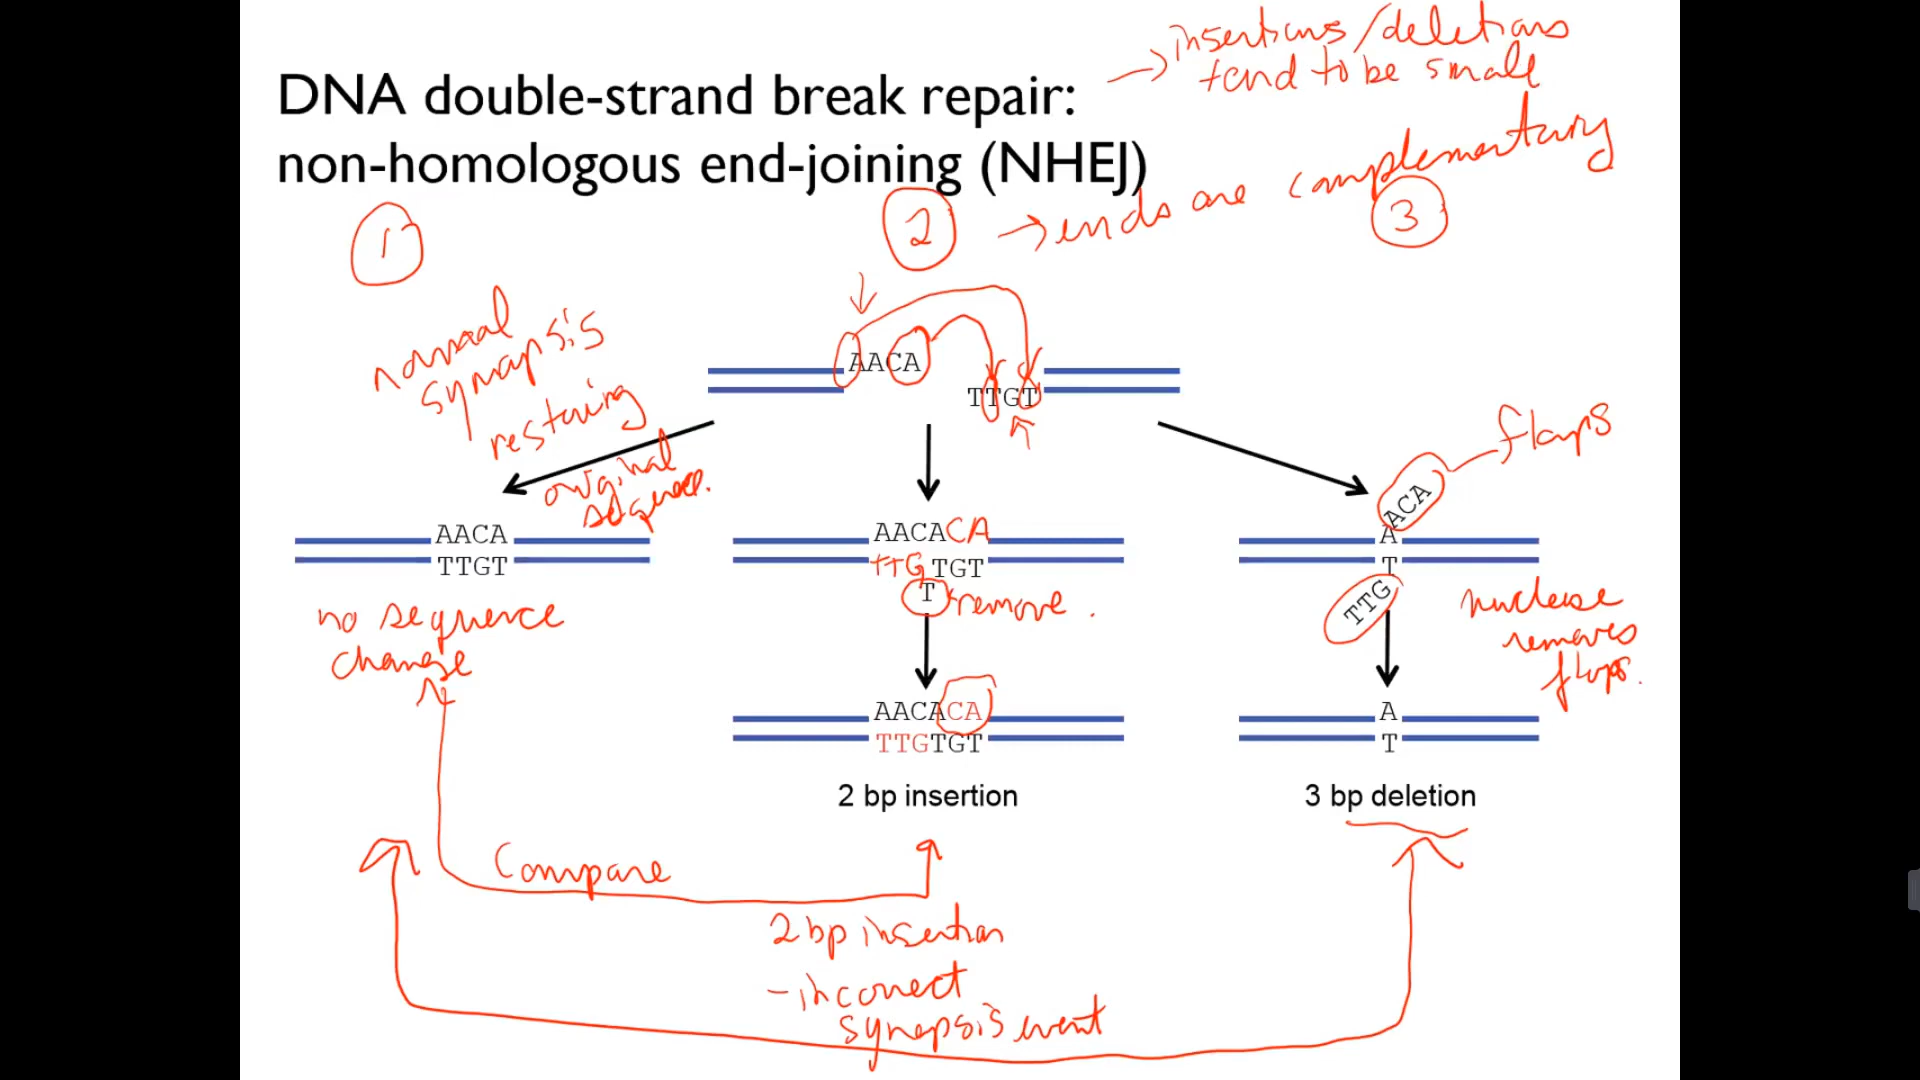 → insertions/deletions
tend to be small
DNA double-strand break repair:
non-homologous end-joining (NHEJ)
→ ends are complementary
1
2
3
normal
synapsis
restoring
original
sequence.
AACA
TTGT
flaps
ACA
A
T
TTG
AACA
TTGT
AACACA
TTG TGT
T
remove.
no sequence
change
nuclease
removes
flaps.
AACACA
TTGTGT
A
T
2 bp insertion
3 bp deletion
Compare
2 bp insertion
- incorrect
synapsis event